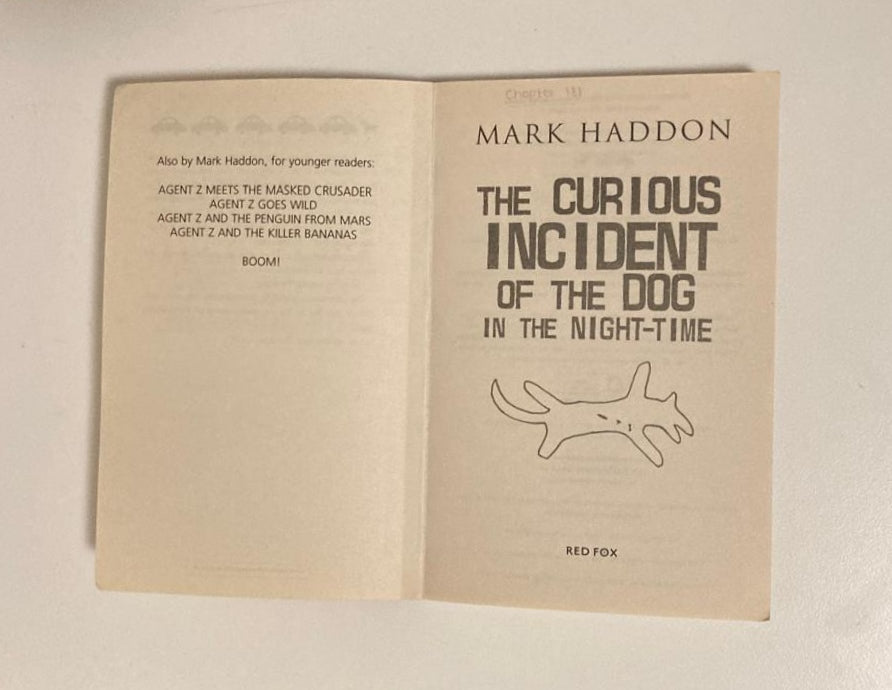 Also by Mark Haddon, for younger readers:
AGENT Z MEETS THE MASKED CRUSADER
AGENT Z GOES WILD
AGENT Z AND THE PENGUIN FROM MARS
AGENT Z AND THE KILLER BANANAS
BOOM!
Chapter
MARK HADDON
THE CURIOUS
INCIDENT
OF THE DOG
IN THE NIGHT-TIME
RED FOX